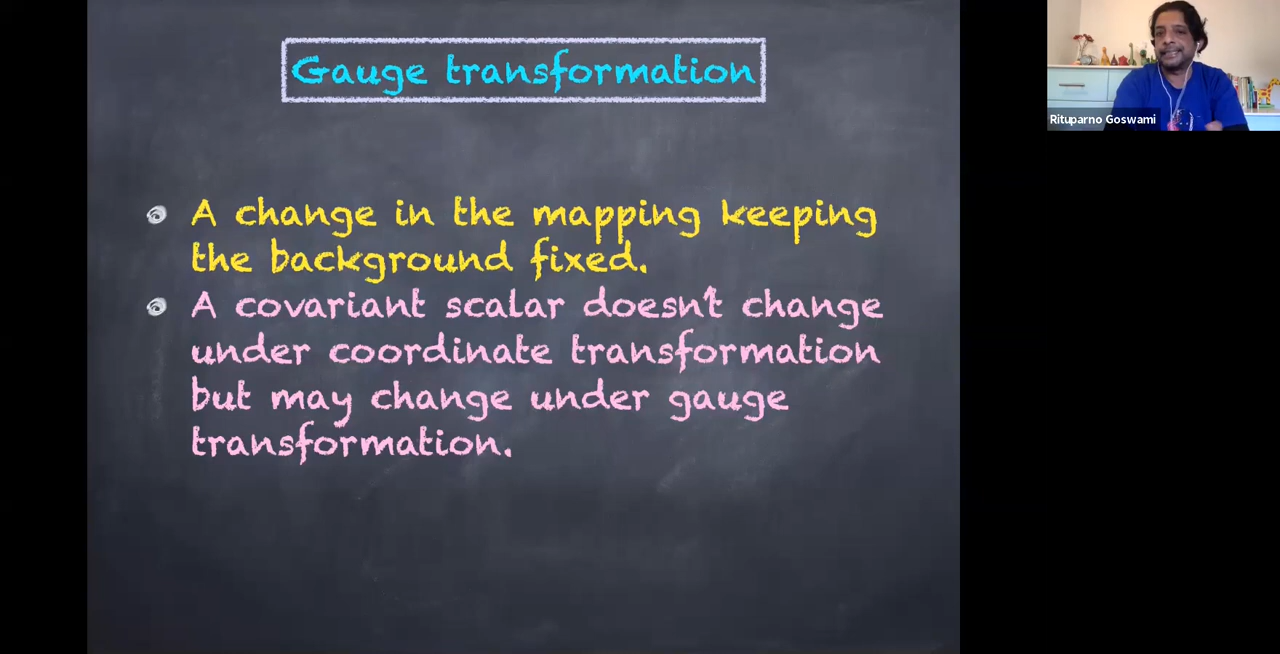 Gauge transformation
A change in the mapping keeping
the background fixed.
A covariant scalar doesn't change
under coordinate transformation
but may change under gauge
transformation.
Rituparno Goswami